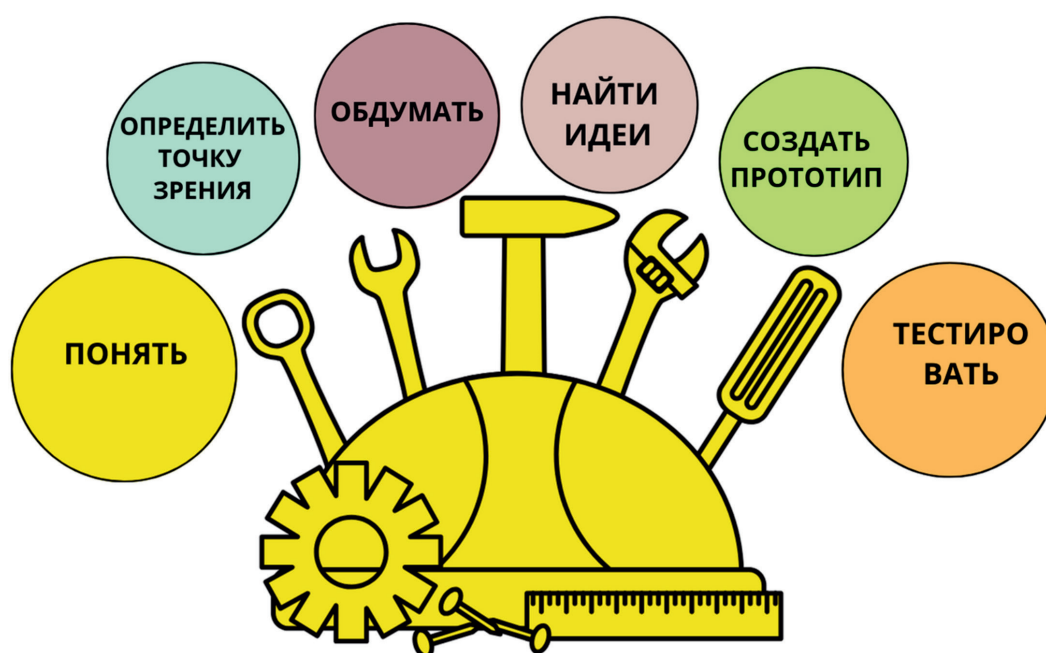 ПОНЯТЬ
ОПРЕДЕЛИТЬ
ТОЧКУ
ЗРЕНИЯ
ОБДУМАТЬ
НАЙТИ
ИДЕИ
СОЗДАТЬ
ПРОТОТИП
ТЕСТИРО
ВАТЬ